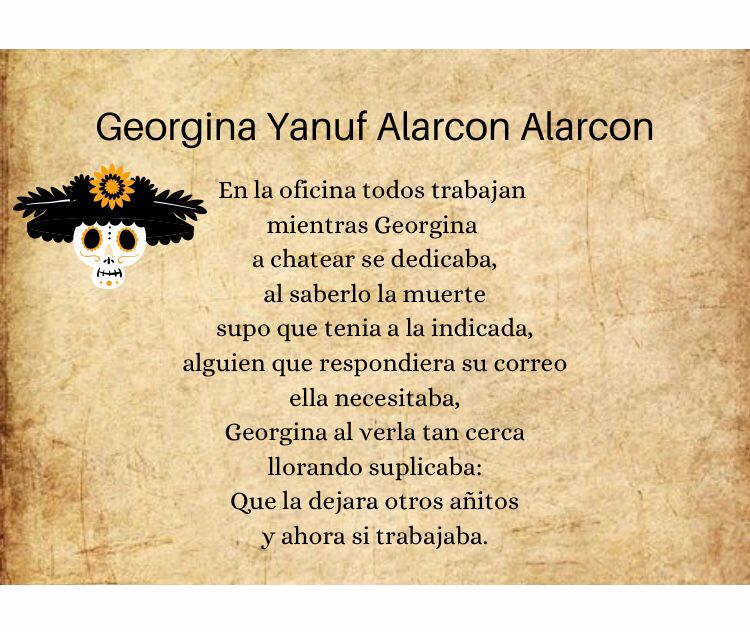 Georgina Yanuf Alarcon Alarcon
En la oficina todos trabajan
mientras Georgina
a chatear se dedicaba,
al saberlo la muerte
supo que tenia a la indicada,
alguien que respondiera su correo
ella necesitaba,
Georgina al verla tan cerca
llorando suplicaba:
Que la dejara otros añitos
y ahora si trabajaba.